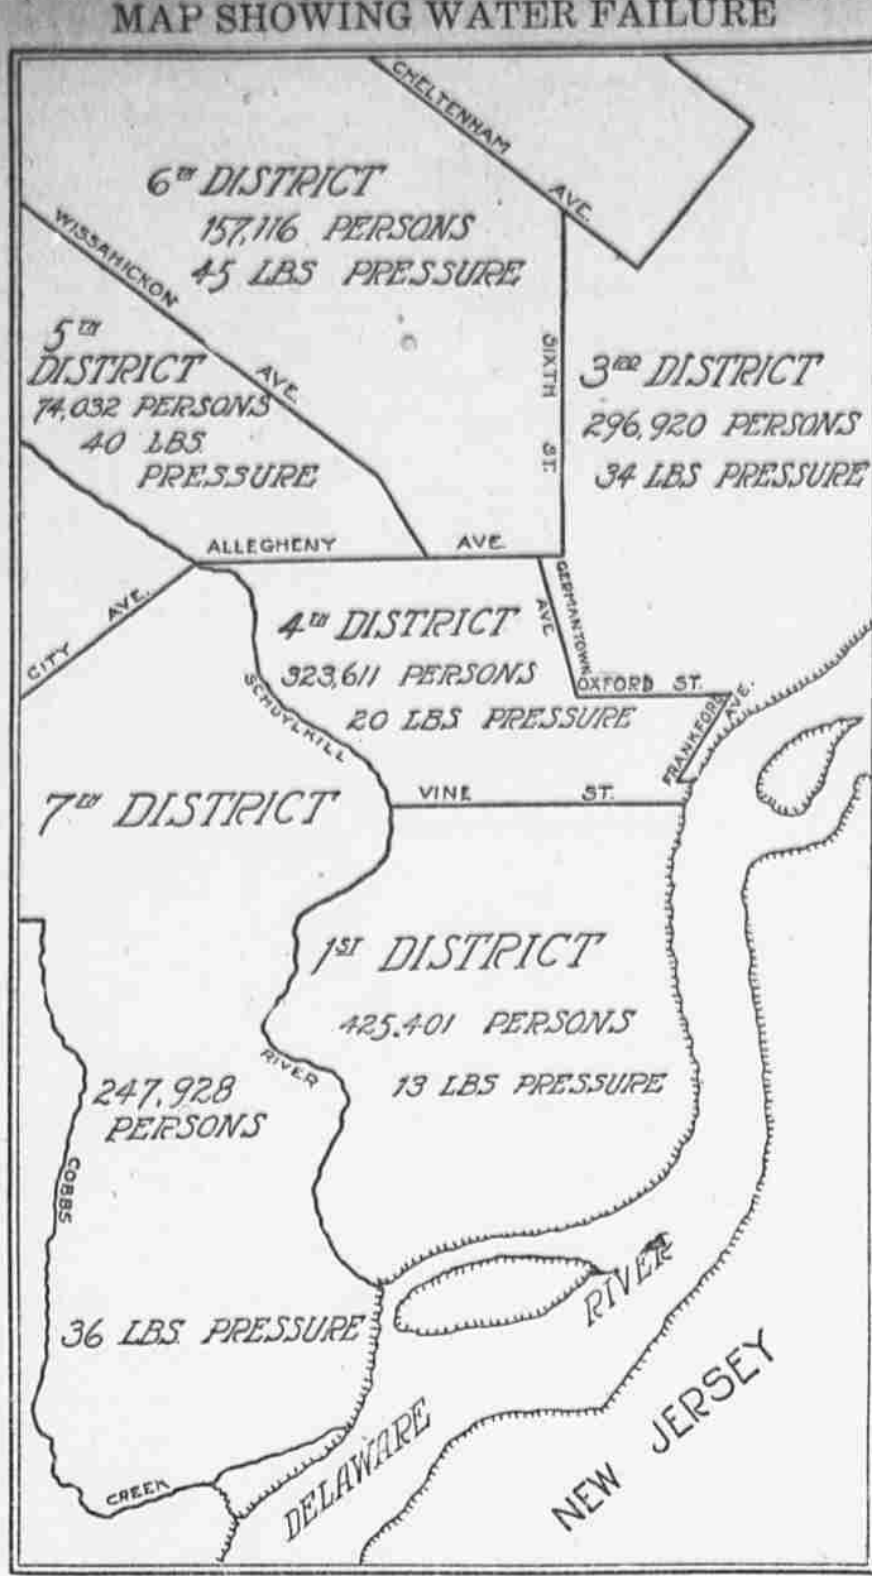 MAP SHOWING WATER FAILURE
CHELTENHAM AVE.
6TH DISTRICT
157,116 PERSONS
45 LBS PRESSURE
WISSAHICKON AVE.
5TH
DISTRICT
74,032 PERSONS
40 LBS.
PRESSURE
SIXTH ST.
3RD DISTRICT
296,920 PERSONS
34 LBS PRESSURE
ALLEGHENY AVE.
CITY AVE.
GERMANTOWN
AVE
4TH DISTRICT
323,611 PERSONS
20 LBS PRESSURE
OXFORD ST.
FRANKFORD AVE.
SCHUYLKILL
VINE ST.
7TH DISTRICT
1ST DISTRICT
425,401 PERSONS
13 LBS PRESSURE
RIVER
247,928
PERSONS
COBBS
36 LBS. PRESSURE
RIVER
DELAWARE
NEW JERSEY
CREEK